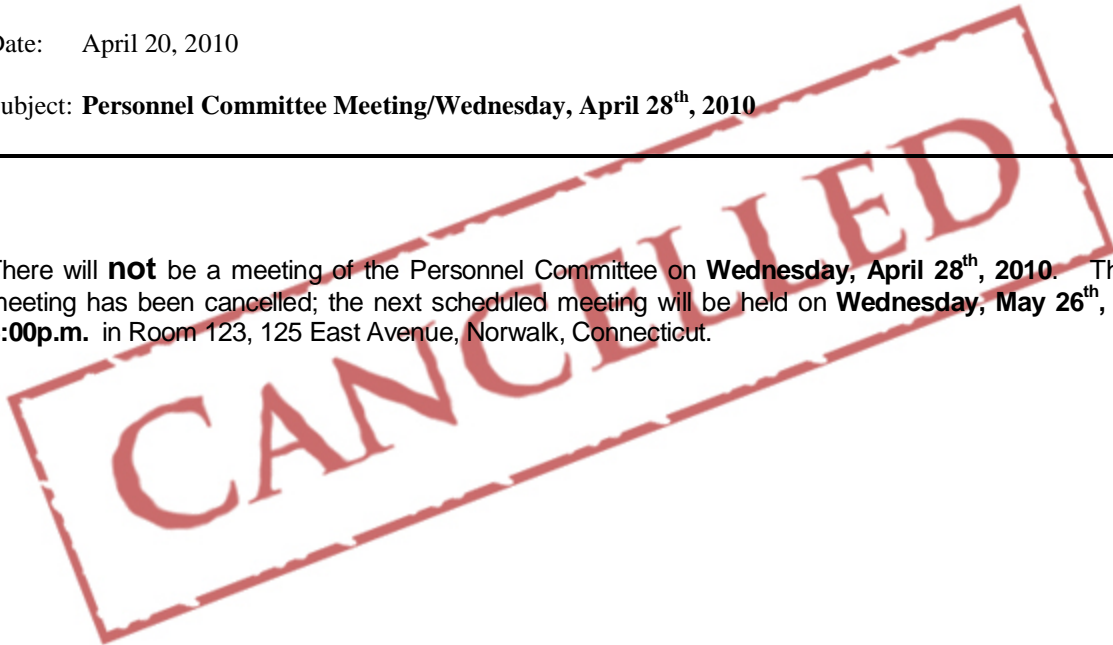 Date: April 20, 2010
Subject: Personnel Committee Meeting/Wednesday, April 28th, 2010
There will not be a meeting of the Personnel Committee on Wednesday, April 28th, 2010.
meeting has been cancelled; the next scheduled meeting will be held on Wednesday, May 26th,
:00p.m. in Room 123, 125 East Avenue, Norwalk, Connecticut.
CANCELLED